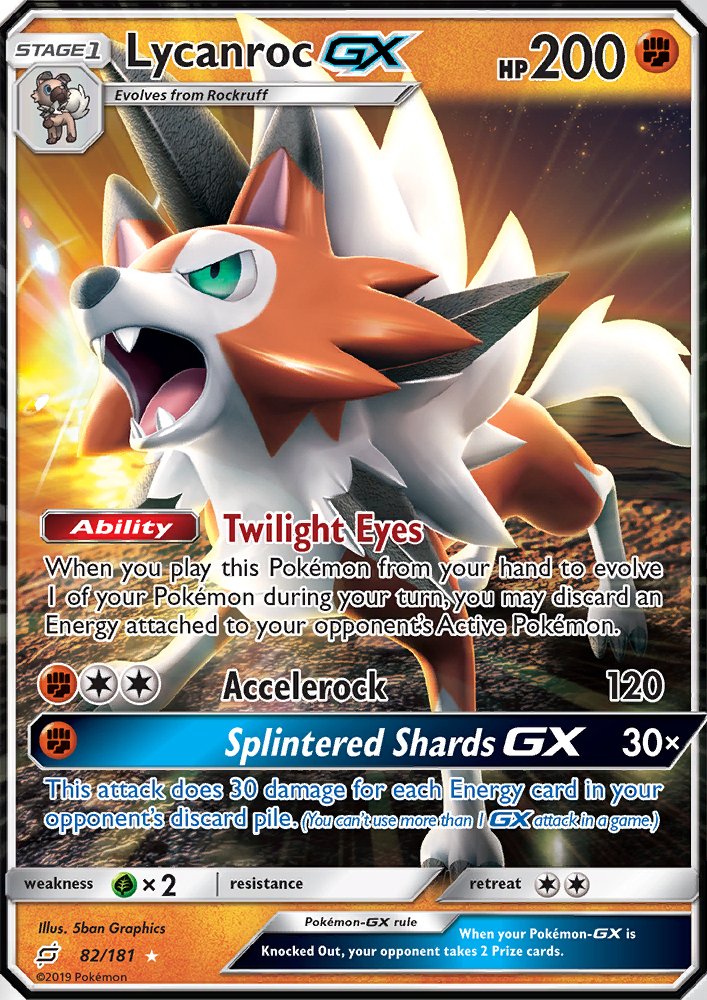 STAGE1
Lycanroc GX
HP 200
Evolves from Rockruff
Ability Twilight Eyes
When you play this Pokémon from your hand to evolve
1 of your Pokémon during your turn, you may discard an
Energy attached to your opponent's Active Pokémon.
Accelerock 120
Splintered Shards GX 30×
This attack does 30 damage for each Energy card in your
opponent's discard pile. (You can't use more than 1 GX attack in a game.)
weakness ×2 resistance retreat
Illus. 5ban Graphics
82/181
©2019 Pokémon
Pokémon-GX rule
When your Pokémon-GX is
Knocked Out, your opponent takes 2 Prize cards.